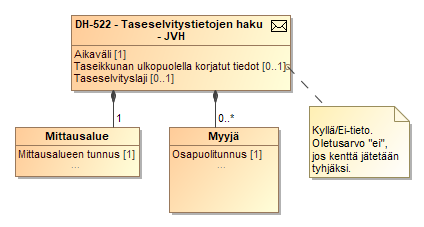 DH-522 - Taseselvitystietojen haku
- JVH
Aikaväli [1]
Taseikkunan ulkopuolella korjatut tiedot [0..1]
Taseselvityslaji [0..1]
1
0..*
Mittausalue
Mittausalueen tunnus [1]
...
Myyjä
Osapuolitunnus [1]
...
Kyllä/Ei-tieto.
Oletusarvo "ei",
jos kenttä jätetään
tyhjäksi.